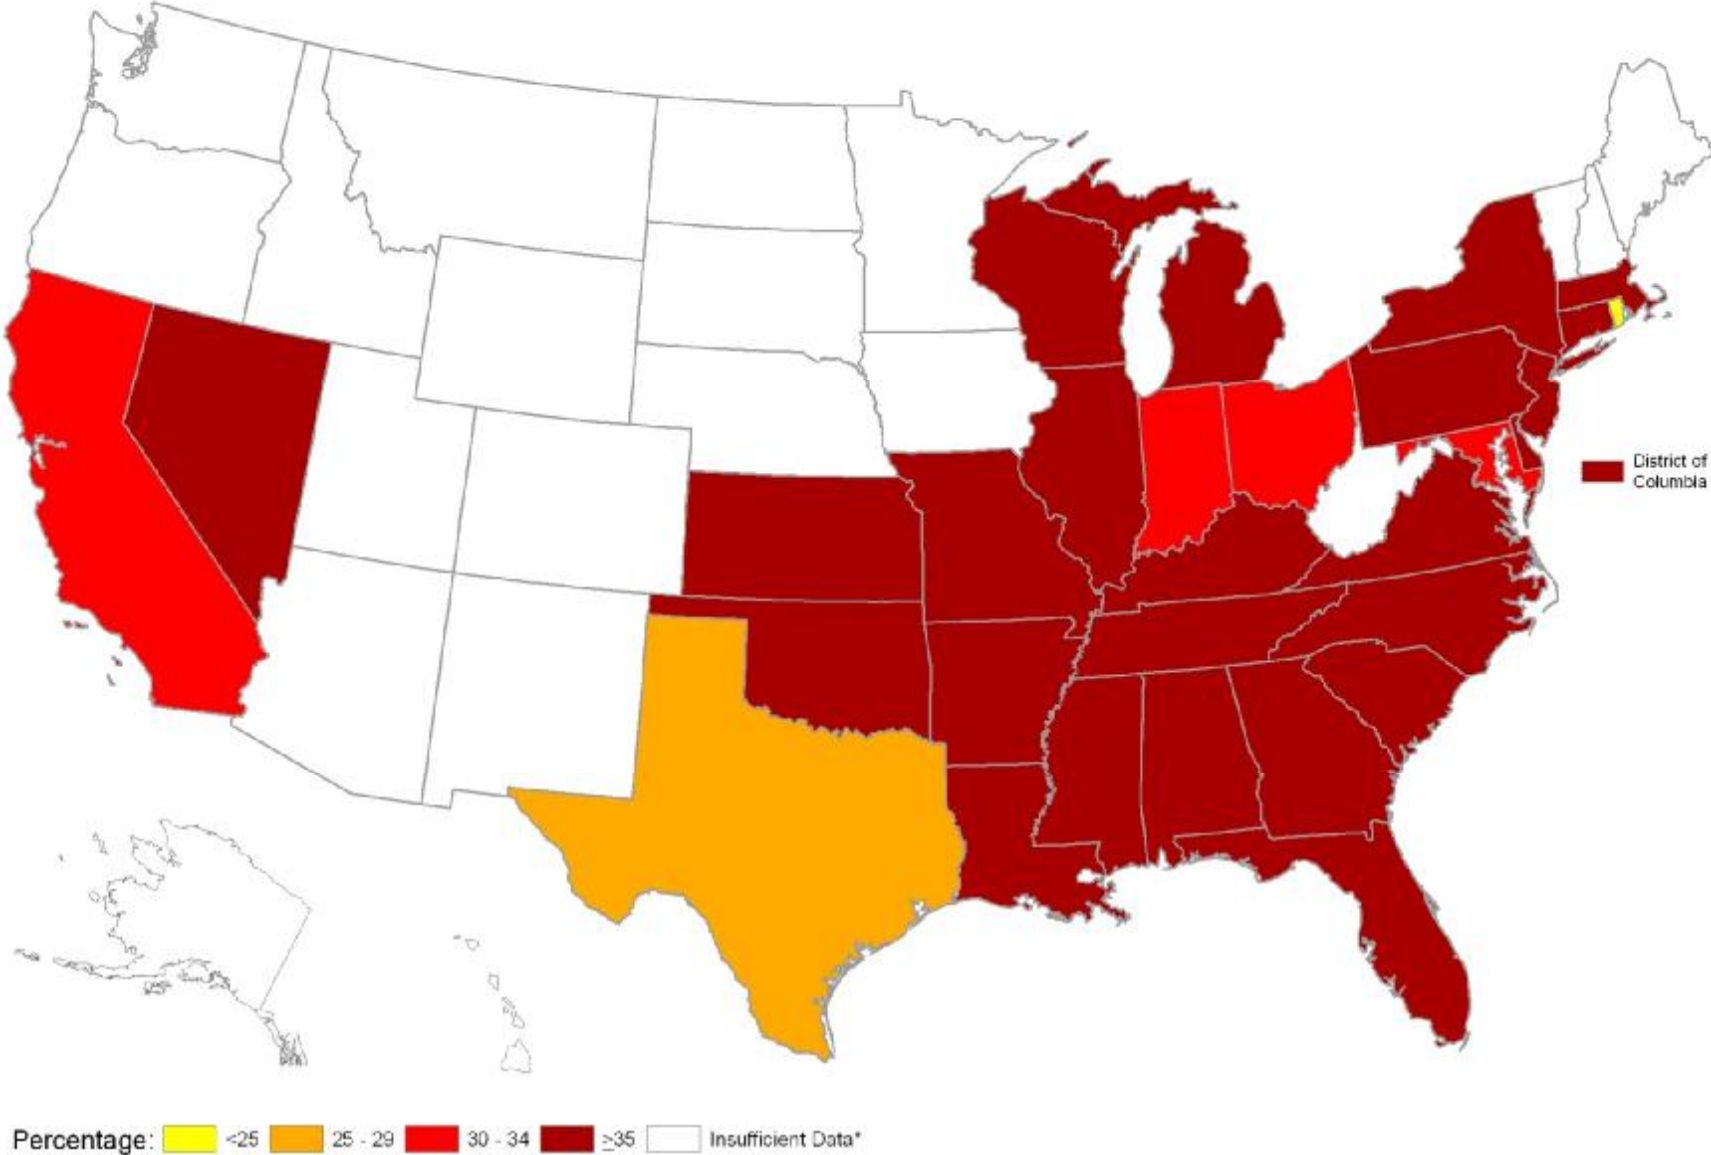 District of
Columbia
Percentage: <25 25 - 29 30 - 34 ≥35 Insufficient Data*